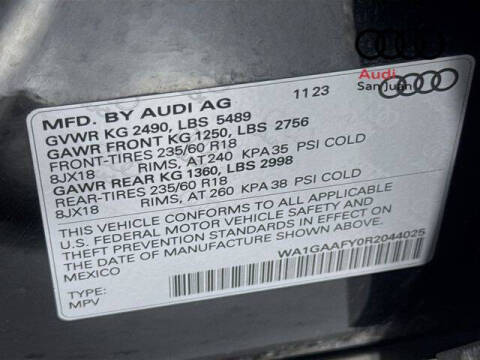 Audi
San Juan
MFD. BY AUDI AG 11 23
GVWR KG 2490, LBS 5489
GAWR FRONT KG 1250, LBS 2756
FRONT-TIRES 235/60 R18
8JX18 RIMS, AT 240 KPA 35 PSI COLD
GAWR REAR KG 1360, LBS 2998
REAR-TIRES 235/60 R18
8JX18 RIMS, AT 260 KPA 38 PSI COLD
THIS VEHICLE CONFORMS TO ALL APPLICABLE
U.S. FEDERAL MOTOR VEHICLE SAFETY AND
THEFT PREVENTION STANDARDS IN EFFECT ON
THE DATE OF MANUFACTURE SHOWN ABOVE.
MEXICO
WA1GAAFY0R2044025
TYPE:
MPV